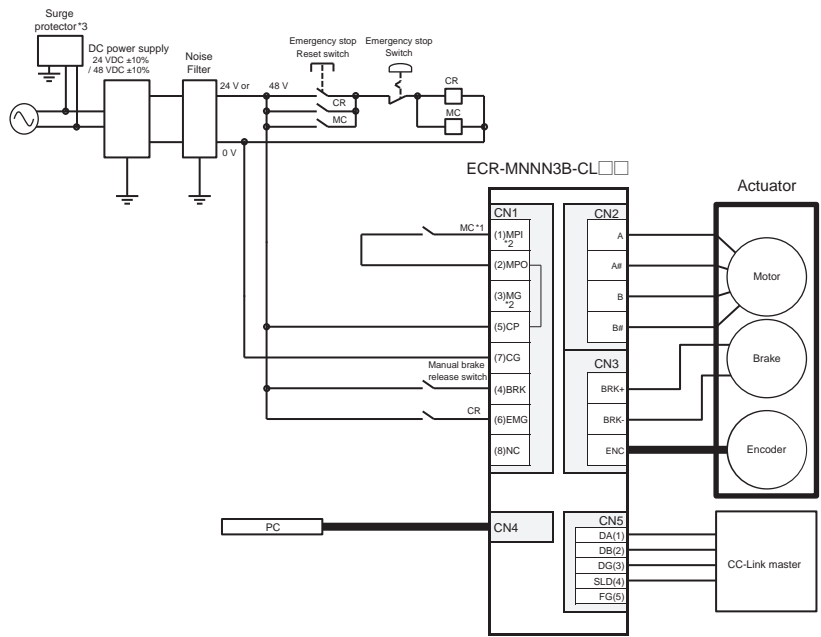 Surge
protector*3
DC power supply
24 VDC ±10%
/ 48 VDC ±10%
Noise
Filter
24 V or
48 V
0 V
Emergency stop
Reset switch
Emergency stop
Switch
CR
MC
CR
MC
ECR-MNNN3B-CL□□
Actuator
CN1
MC*1
(1)MPI
*2
(2)MPO
(3)MG
*2
(5)CP
(7)CG
Manual brake
release switch
(4)BRK
CR
(6)EMG
(8)NC
CN2
A
A#
B
B#
CN3
BRK+
BRK-
ENC
Motor
Brake
Encoder
PC
CN4
CN5
DA(1)
DB(2)
DG(3)
SLD(4)
FG(5)
CC-Link master